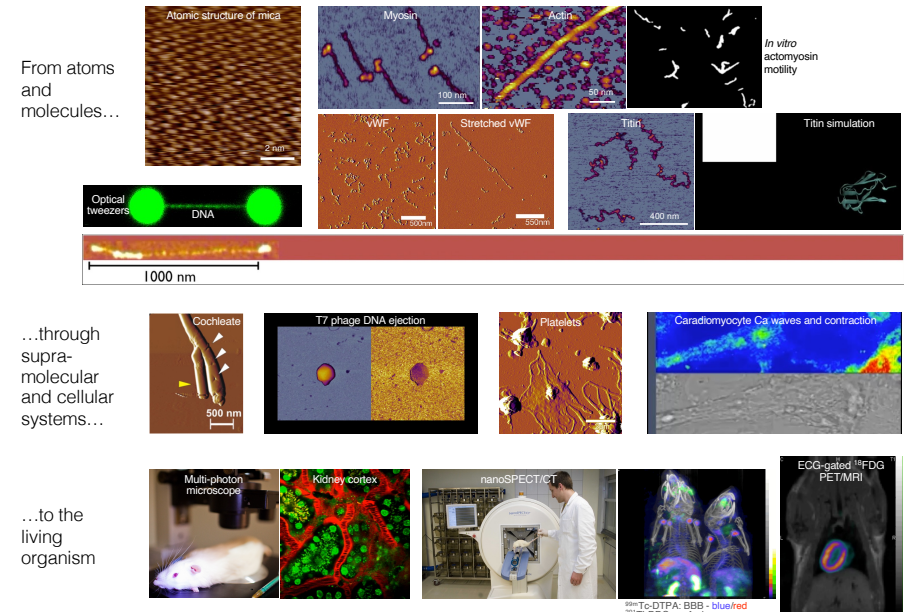 From atoms
and
molecules…
Atomic structure of mica
2 nm
Myosin
100 nm
Actin
50 nm
In vitro
actomyosin
motility
vWF
500nm
Stretched vWF
550nm
Titin
400 nm
Titin simulation
Optical
tweezers
DNA
1000 nm
…through
supra-
molecular
and cellular
systems…
Cochleate
500 nm
T7 phage DNA ejection
Platelets
Caradiomyocyte Ca waves and contraction
…to the
living
organism
Multi-photon
microscope
Kidney cortex
nanoSPECT/CT
ECG-gated ¹⁸FDG
PET/MRI
⁹⁹ᵐTc-DTPA: BBB - blue/red